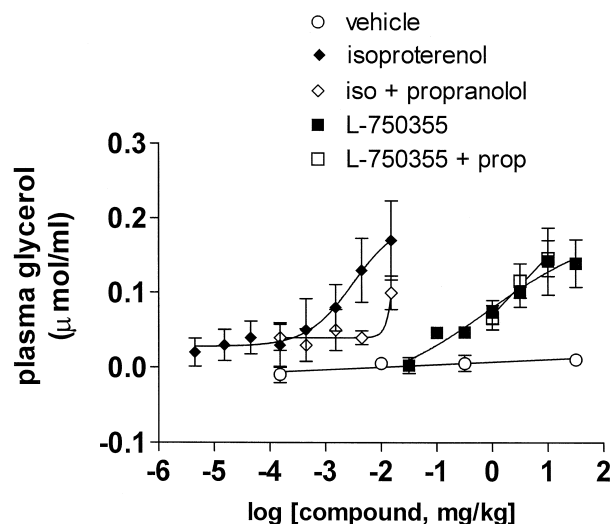 vehicle
isoproterenol
iso + propranolol
L-750355
L-750355 + prop
plasma glycerol
(μ mol/ml)
0.3
0.2
0.1
0.0
-0.1
-6 -5 -4 -3 -2 -1 0 1 2
log [compound, mg/kg]